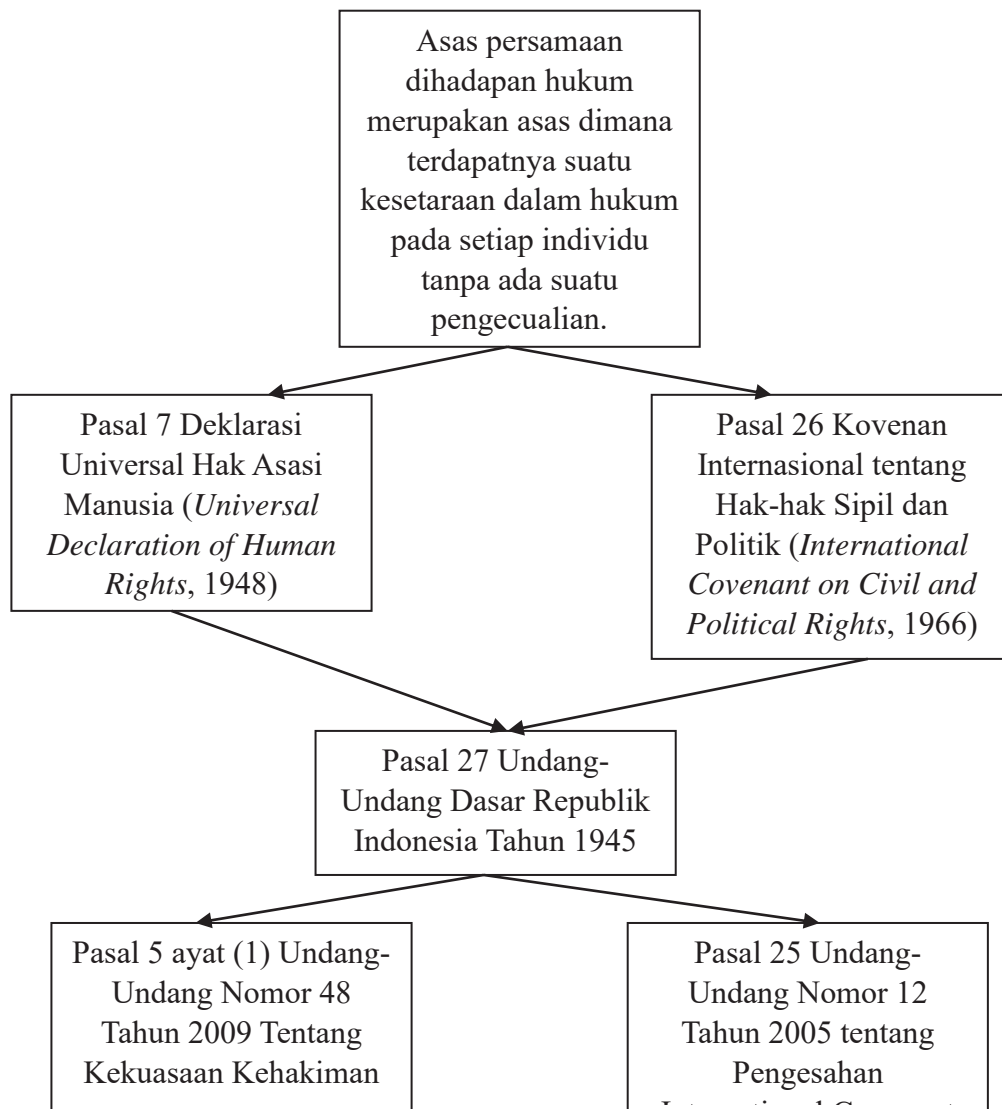 Asas persamaan
dihadapan hukum
merupakan asas dimana
terdapatnya suatu
kesetaraan dalam hukum
pada setiap individu
tanpa ada suatu
pengecualian.
Pasal 7 Deklarasi
Universal Hak Asasi
Manusia (Universal
Declaration of Human
Rights, 1948)
Pasal 26 Kovenan
Internasional tentang
Hak-hak Sipil dan
Politik (International
Covenant on Civil and
Political Rights, 1966)
Pasal 27 Undang-
Undang Dasar Republik
Indonesia Tahun 1945
Pasal 5 ayat (1) Undang-
Undang Nomor 48
Tahun 2009 Tentang
Kekuasaan Kehakiman
Pasal 25 Undang-
Undang Nomor 12
Tahun 2005 tentang
Pengesahan
International Covenant